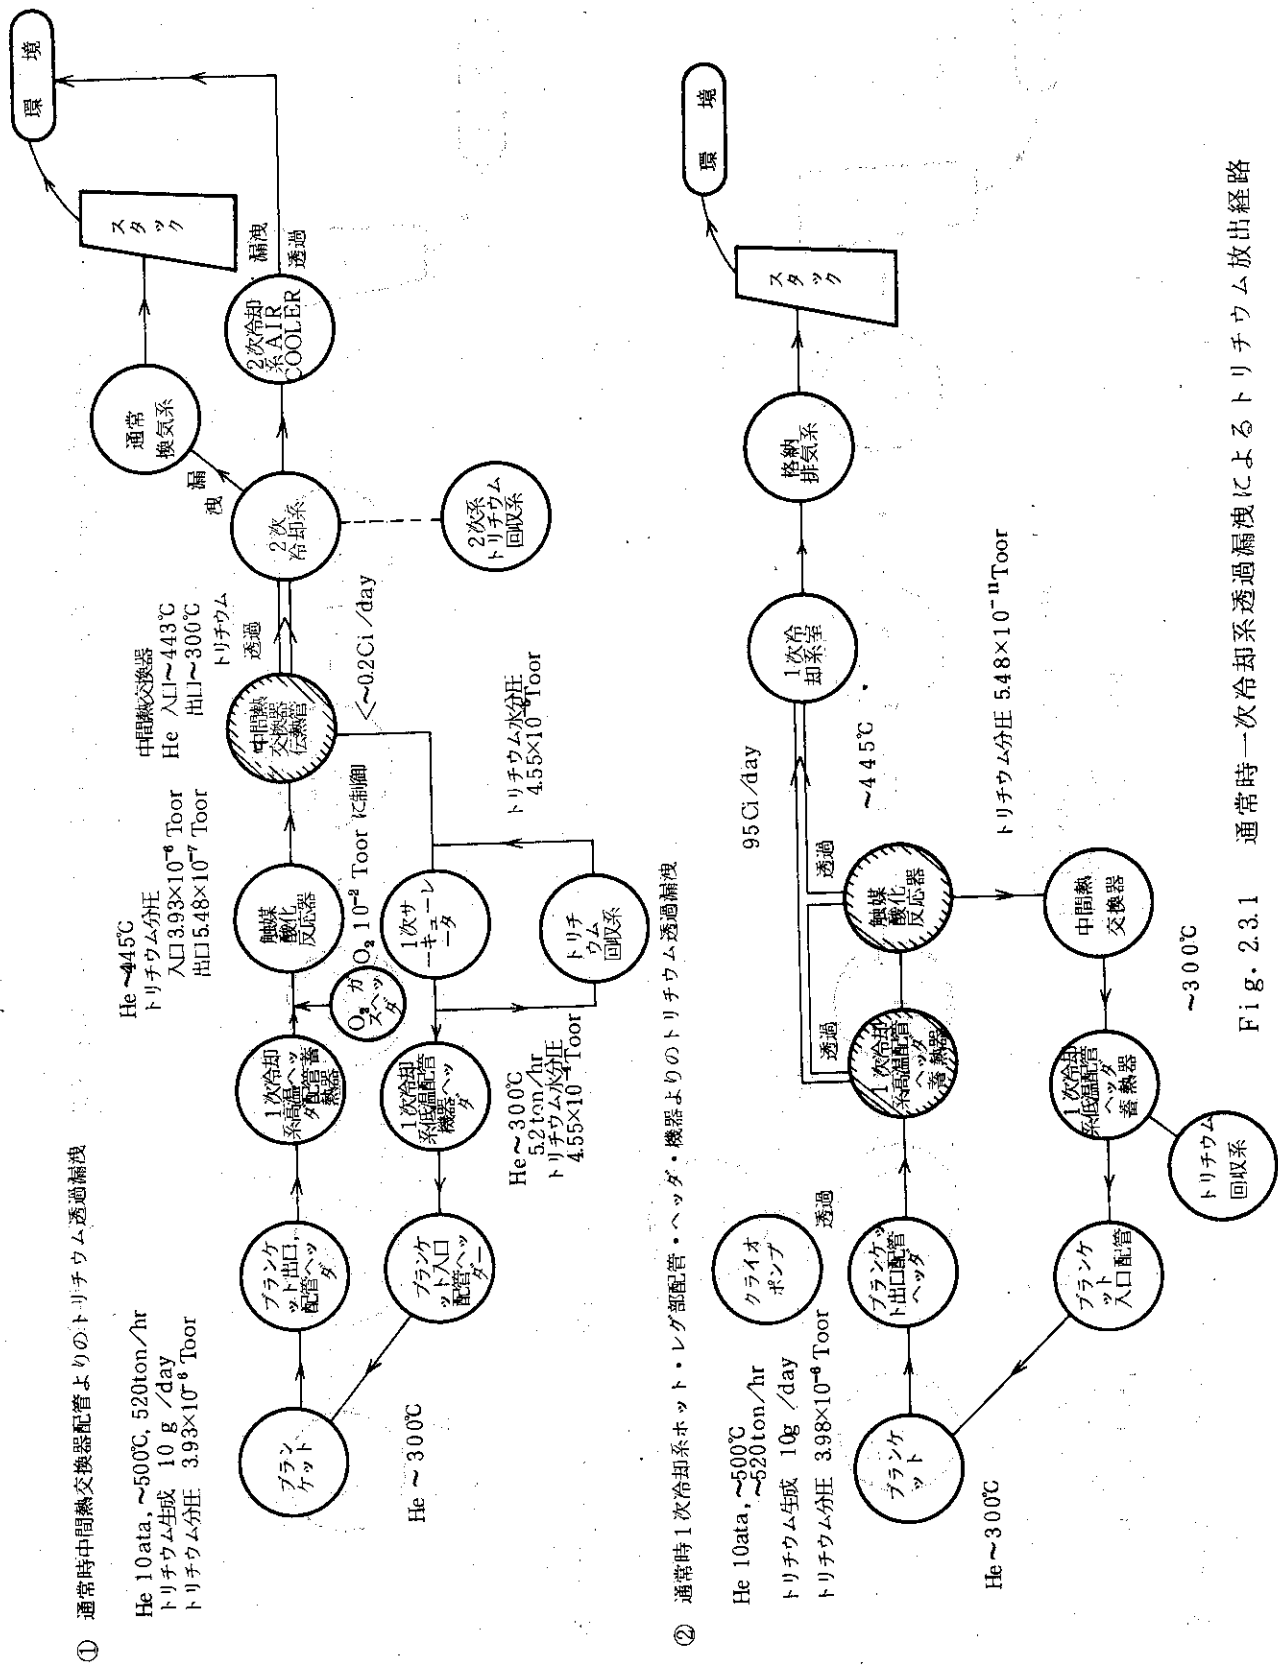 ① 通常時中間熱交換器配管よりのトリチウム透過漏洩
He 10ata, ~500℃, 520ton/hr
トリチウム生成 10 g /day
トリチウム分圧 3.93×10⁻⁶ Toor
ブラン
ケット
He ~ 300℃
ブランケ
ット出口,
配管ヘッ
ダ
ブランケ
ット入口
配管ヘッ
ダー
1次冷却
系高温ヘッ
ダ配管・蓄
熱器
O₂ ガ
スヘッ
ダ
O₂ 10⁻² Toor に制御
1次冷却
系低温配管
機器ヘッ
ダ
He~300℃
5.2ton/hr
トリチウム水分圧
4.55×10⁻⁴Toor
He ~445℃
トリチウム分圧
入口 3.93×10⁻⁶ Toor
出口 5.48×10⁻⁷ Toor
触媒
酸化
反応器
1次サ
ーキュレ
ータ
トリチ
ウム
回収系
トリチウム水分圧
4.55×10⁻⁶Toor
中間熱交換器
He 入口~443℃
出口~300℃
中間熱
交換器
伝熱管
トリチウム
透過
<~0.2Ci /day
2次
冷却系
2次系
トリチウム
回収系
漏
洩
通常
換気系
2次冷却
系AIR
COOLER
漏洩
透過
スタック
環 境
② 通常時1次冷却系ホット・レグ部配管・ヘッダ・機器よりのトリチウム透過漏洩
He 10ata, ~500℃
~520ton/hr
トリチウム生成 10g /day
トリチウム分圧 3.98×10⁻⁶ Toor
ブランケ
ット
He~300℃
クライオ
ポンプ
透過
ブランケッ
ト出口配管
ヘッダ
ブランケ
ット
入口配管
1次冷却
系高温配管
ヘッダ
蓄熱器
透過
触媒
酸化
反応器
透過
95Ci /day
~445℃
トリチウム分圧 5.48×10⁻¹¹Toor
中間熱
交換器
1次冷却
系低温配管
ヘッダ
蓄熱器
~300℃
トリチウム
回収系
1次冷
却系室
格納
排気系
スタック
環 境
Fig. 2.3.1 通常時一次冷却系透過漏洩によるトリチウム放出経路